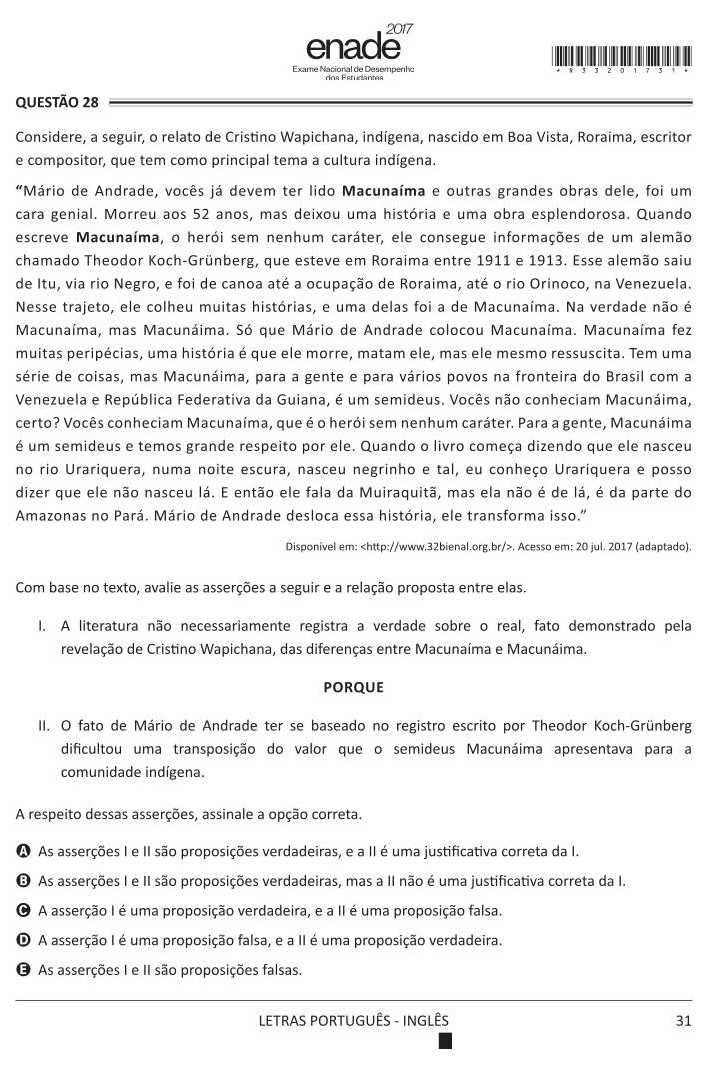 2017
enade
Exame Nacional de Desempenho
dos Estudantes
*R3320173 1*
QUESTÃO 28
Considere, a seguir, o relato de Cristino Wapichana, indígena, nascido em Boa Vista, Roraima, escritor
e compositor, que tem como principal tema a cultura indígena.
“Mário de Andrade, vocês já devem ter lido Macunaíma e outras grandes obras dele, foi um
cara genial. Morreu aos 52 anos, mas deixou uma história e uma obra esplendorosa. Quando
escreve Macunaíma, o herói sem nenhum caráter, ele consegue informações de um alemão
chamado Theodor Koch-Grünberg, que esteve em Roraima entre 1911 e 1913. Esse alemão saiu
de Itu, via rio Negro, e foi de canoa até a ocupação de Roraima, até o rio Orinoco, na Venezuela.
Nesse trajeto, ele colheu muitas histórias, e uma delas foi a de Macunaíma. Na verdade não é
Macunaíma, mas Macunáima. Só que Mário de Andrade colocou Macunaíma. Macunaíma fez
muitas peripécias, uma história é que ele morre, matam ele, mas ele mesmo ressuscita. Tem uma
série de coisas, mas Macunáima, para a gente e para vários povos na fronteira do Brasil com a
Venezuela e República Federativa da Guiana, é um semideus. Vocês não conheciam Macunáima,
certo? Vocês conheciam Macunaíma, que é o herói sem nenhum caráter. Para a gente, Macunáima
é um semideus e temos grande respeito por ele. Quando o livro começa dizendo que ele nasceu
no rio Urariquera, numa noite escura, nasceu negrinho e tal, eu conheço Urariquera e posso
dizer que ele não nasceu lá. E então ele fala da Muiraquitã, mas ela não é de lá, é da parte do
Amazonas no Pará. Mário de Andrade desloca essa história, ele transforma isso.”
Disponível em: <http://www.32bienal.org.br/>. Acesso em: 20 jul. 2017 (adaptado).
Com base no texto, avalie as asserções a seguir e a relação proposta entre elas.
I. A literatura não necessariamente registra a verdade sobre o real, fato demonstrado pela
revelação de Cristino Wapichana, das diferenças entre Macunaíma e Macunáima.
PORQUE
II. O fato de Mário de Andrade ter se baseado no registro escrito por Theodor Koch-Grünberg
dificultou uma transposição do valor que o semideus Macunáima apresentava para a
comunidade indígena.
A respeito dessas asserções, assinale a opção correta.
A As asserções I e II são proposições verdadeiras, e a II é uma justificativa correta da I.
B As asserções I e II são proposições verdadeiras, mas a II não é uma justificativa correta da I.
C A asserção I é uma proposição verdadeira, e a II é uma proposição falsa.
D A asserção I é uma proposição falsa, e a II é uma proposição verdadeira.
E As asserções I e II são proposições falsas.
LETRAS PORTUGUÊS - INGLÊS
31